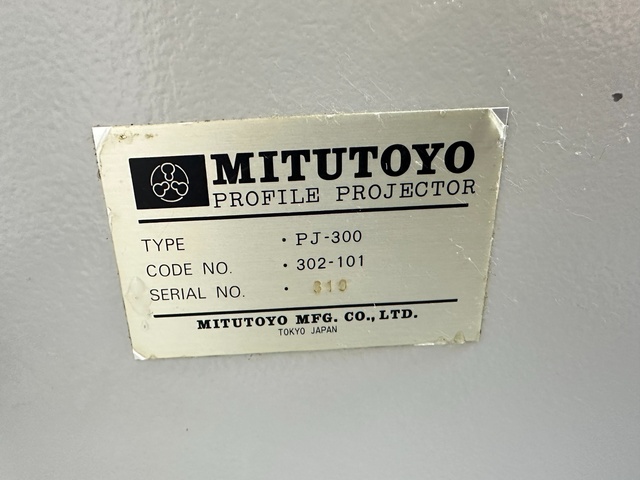 MITUTOYO
PROFILE PROJECTOR
TYPE · PJ-300
CODE NO. · 302-101
SERIAL NO. ·
MITUTOYO MFG. CO., LTD.
TOKYO JAPAN